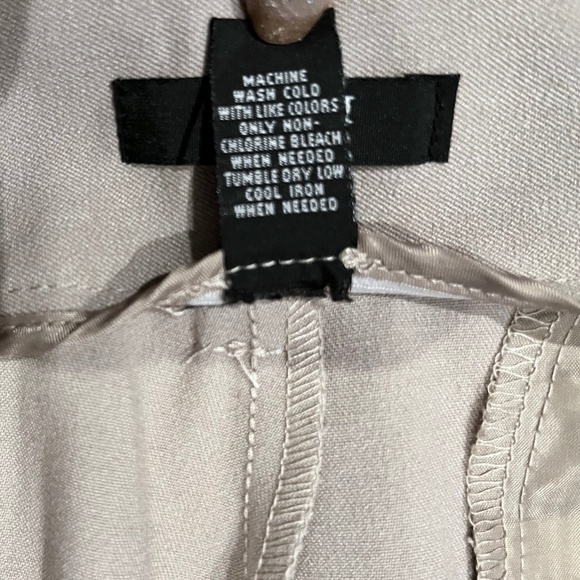 MACHINE
WASH COLD
WITH LIKE COLORS
ONLY NON-
CHLORINE BLEACH
WHEN NEEDED
TUMBLE DRY LOW
COOL IRON
WHEN NEEDED